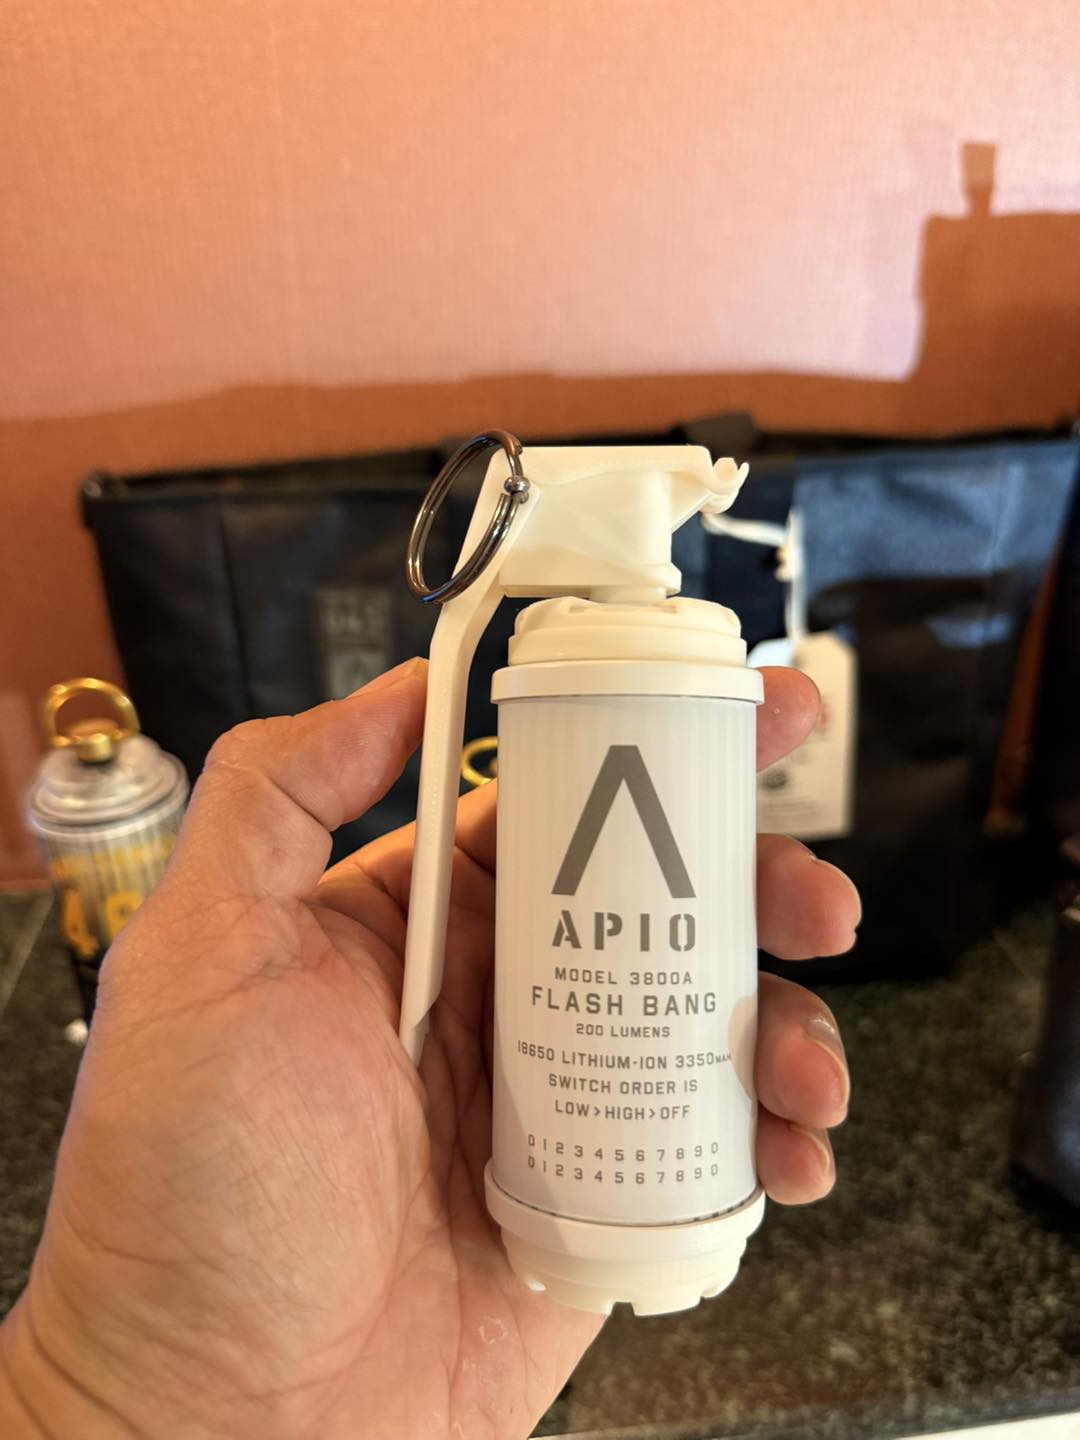 APIO
MODEL 3800A
FLASH BANG
200 LUMENS
18650 LITHIUM-ION 3350MAH
SWITCH ORDER IS
LOW>HIGH>OFF
0 1 2 3 4 5 6 7 8 9 0
0 1 2 3 4 5 6 7 8 9 0